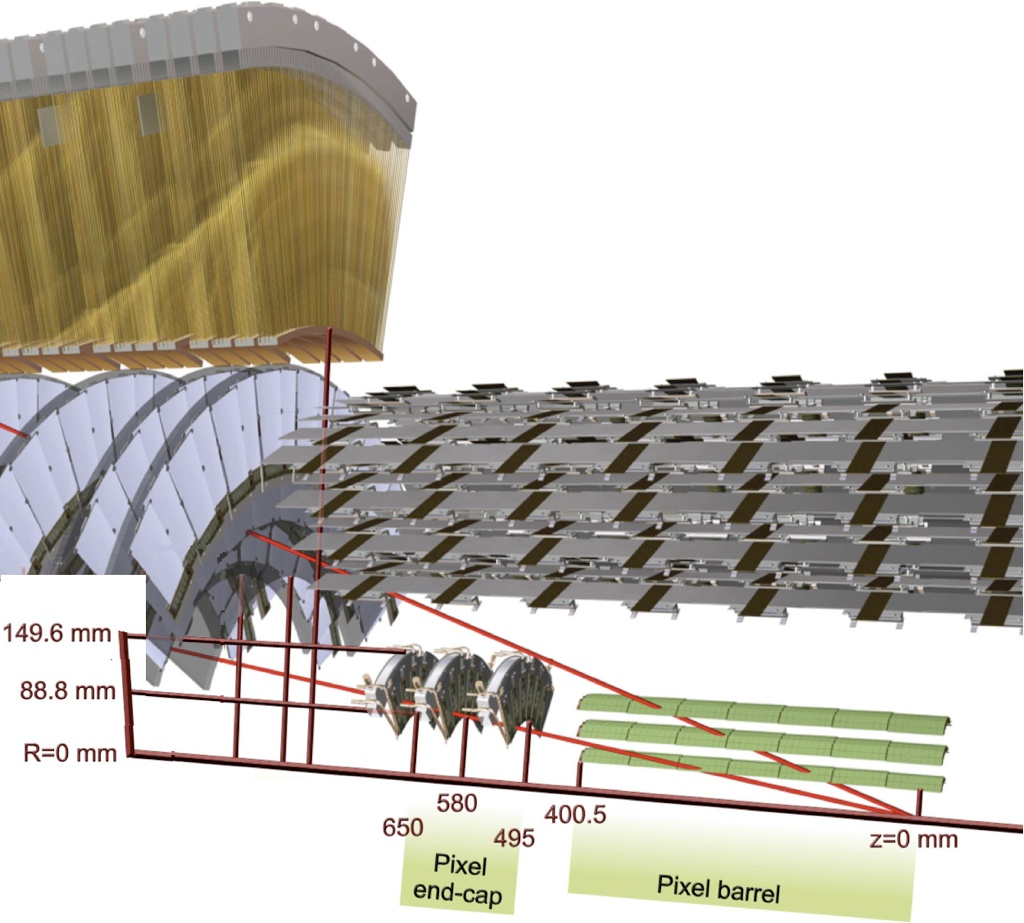 149.6 mm
88.8 mm
R=0 mm
580
400.5
650
495
z=0 mm
Pixel
end-cap
Pixel barrel